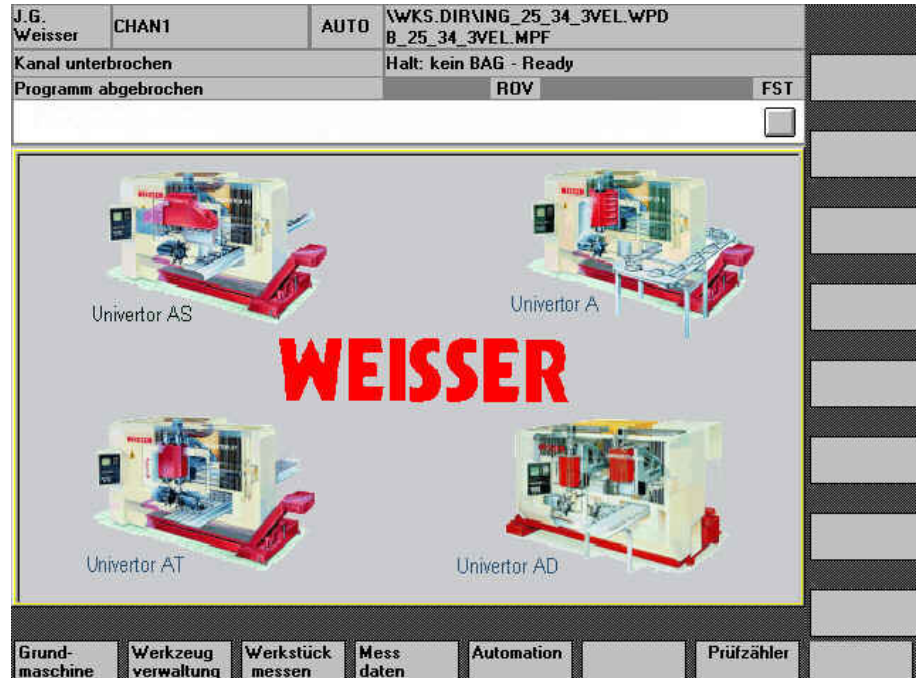 J.G.
Weisser
CHAN1
AUTO
\WKS.DIR\ING_25_34_3VEL.WPD
B_25_34_3VEL.MPF
Kanal unterbrochen
Halt: kein BAG - Ready
Programm abgebrochen
ROV
FST
WEISSER
WEISSER
Univertor AS
Univertor A
WEISSER
WEISSER
Univertor AT
Univertor AD
Grund-
maschine
Werkzeug
verwaltung
Werkstück
messen
Mess
daten
Automation
Prüfzähler